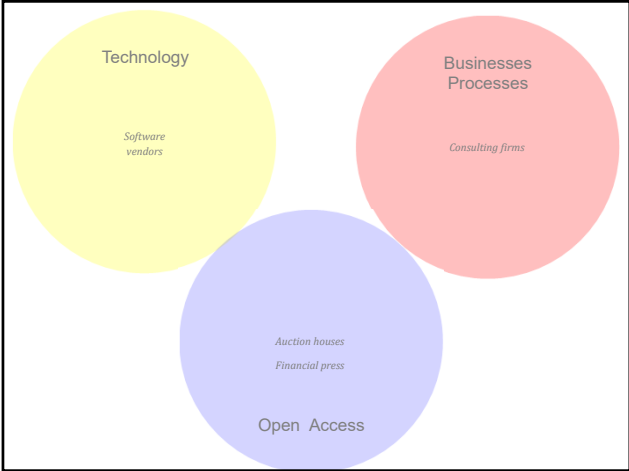 Technology
Software
vendors
Businesses
Processes
Consulting firms
Auction houses
Financial press
Open Access